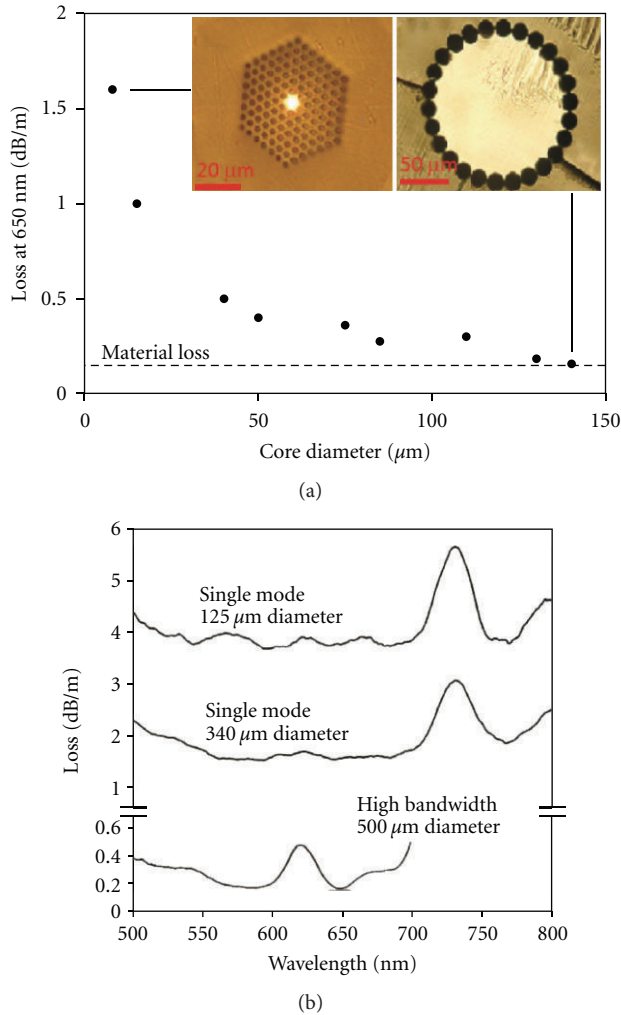 2
1.5
1
0.5
0
Loss at 650 nm (dB/m)
20 μm
50 μm
Material loss
0
50
100
150
Core diameter (μm)
(a)
6
5
4
3
2
1
0.6
0.4
0.2
0
Loss (dB/m)
Single mode
125 μm diameter
Single mode
340 μm diameter
High bandwidth
500 μm diameter
500
550
600
650
700
750
800
Wavelength (nm)
(b)